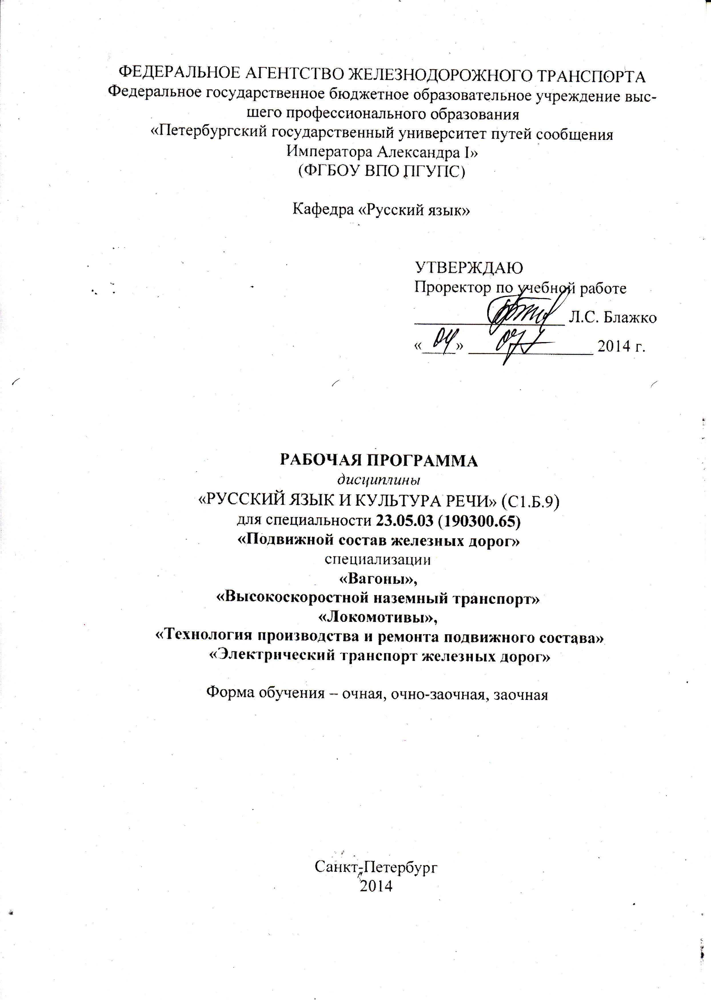 ФЕДЕРАЛЬНОЕ АГЕНТСТВО ЖЕЛЕЗНОДОРОЖНОГО ТРАНСПОРТА
Федеральное государственное бюджетное образовательное учреждение выс-
шего профессионального образования
«Петербургский государственный университет путей сообщения
Императора Александра I»
(ФГБОУ ВПО ПГУПС)
Кафедра «Русский язык»
УТВЕРЖДАЮ
Проректор по учебной работе
Л.С. Блажко
«04» 07 2014 г.
РАБОЧАЯ ПРОГРАММА
дисциплины
«РУССКИЙ ЯЗЫК И КУЛЬТУРА РЕЧИ» (С1.Б.9)
для специальности 23.05.03 (190300.65)
«Подвижной состав железных дорог»
специализации
«Вагоны»,
«Высокоскоростной наземный транспорт»
«Локомотивы»,
«Технология производства и ремонта подвижного состава»
«Электрический транспорт железных дорог»
Форма обучения – очная, очно-заочная, заочная
Санкт-Петербург
2014